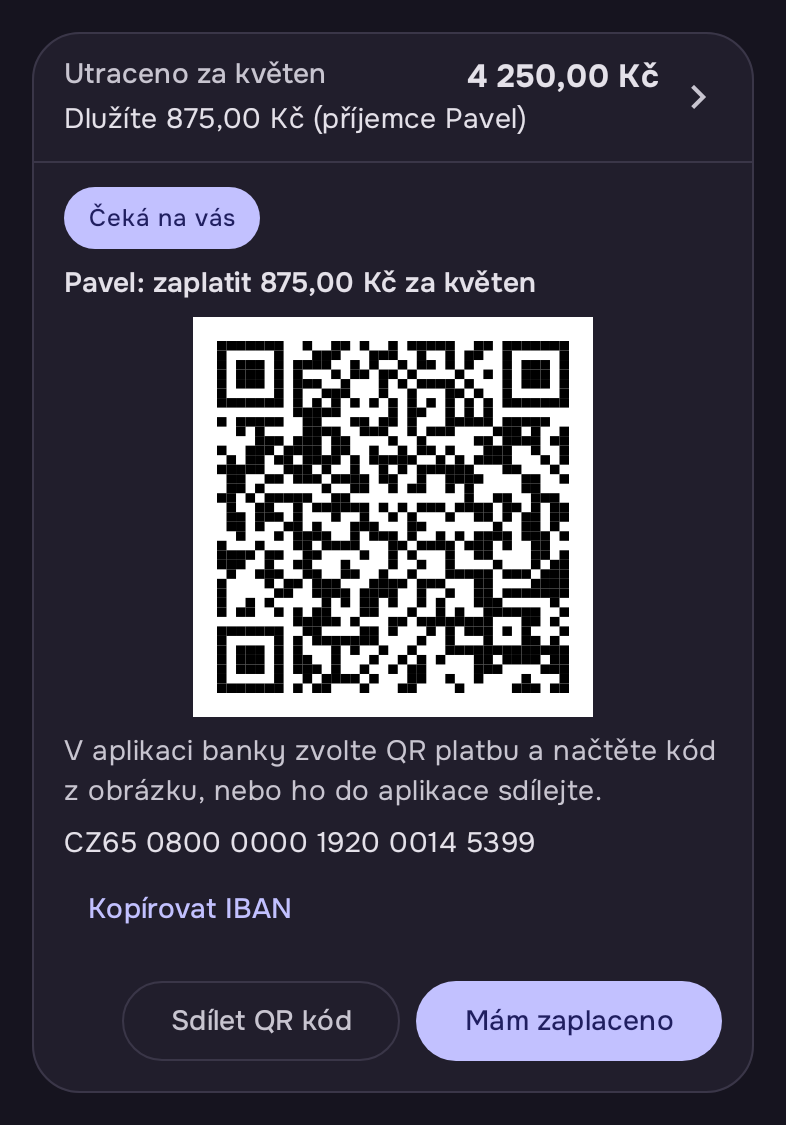 Utraceno za květen
4 250,00 Kč
Dlužíte 875,00 Kč (příjemce Pavel)
Čeká na vás
Pavel: zaplatit 875,00 Kč za květen
V aplikaci banky zvolte QR platbu a načtěte kód
z obrázku, nebo ho do aplikace sdílejte.
CZ65 0800 0000 1920 0014 5399
Kopírovat IBAN
Sdílet QR kód
Mám zaplaceno